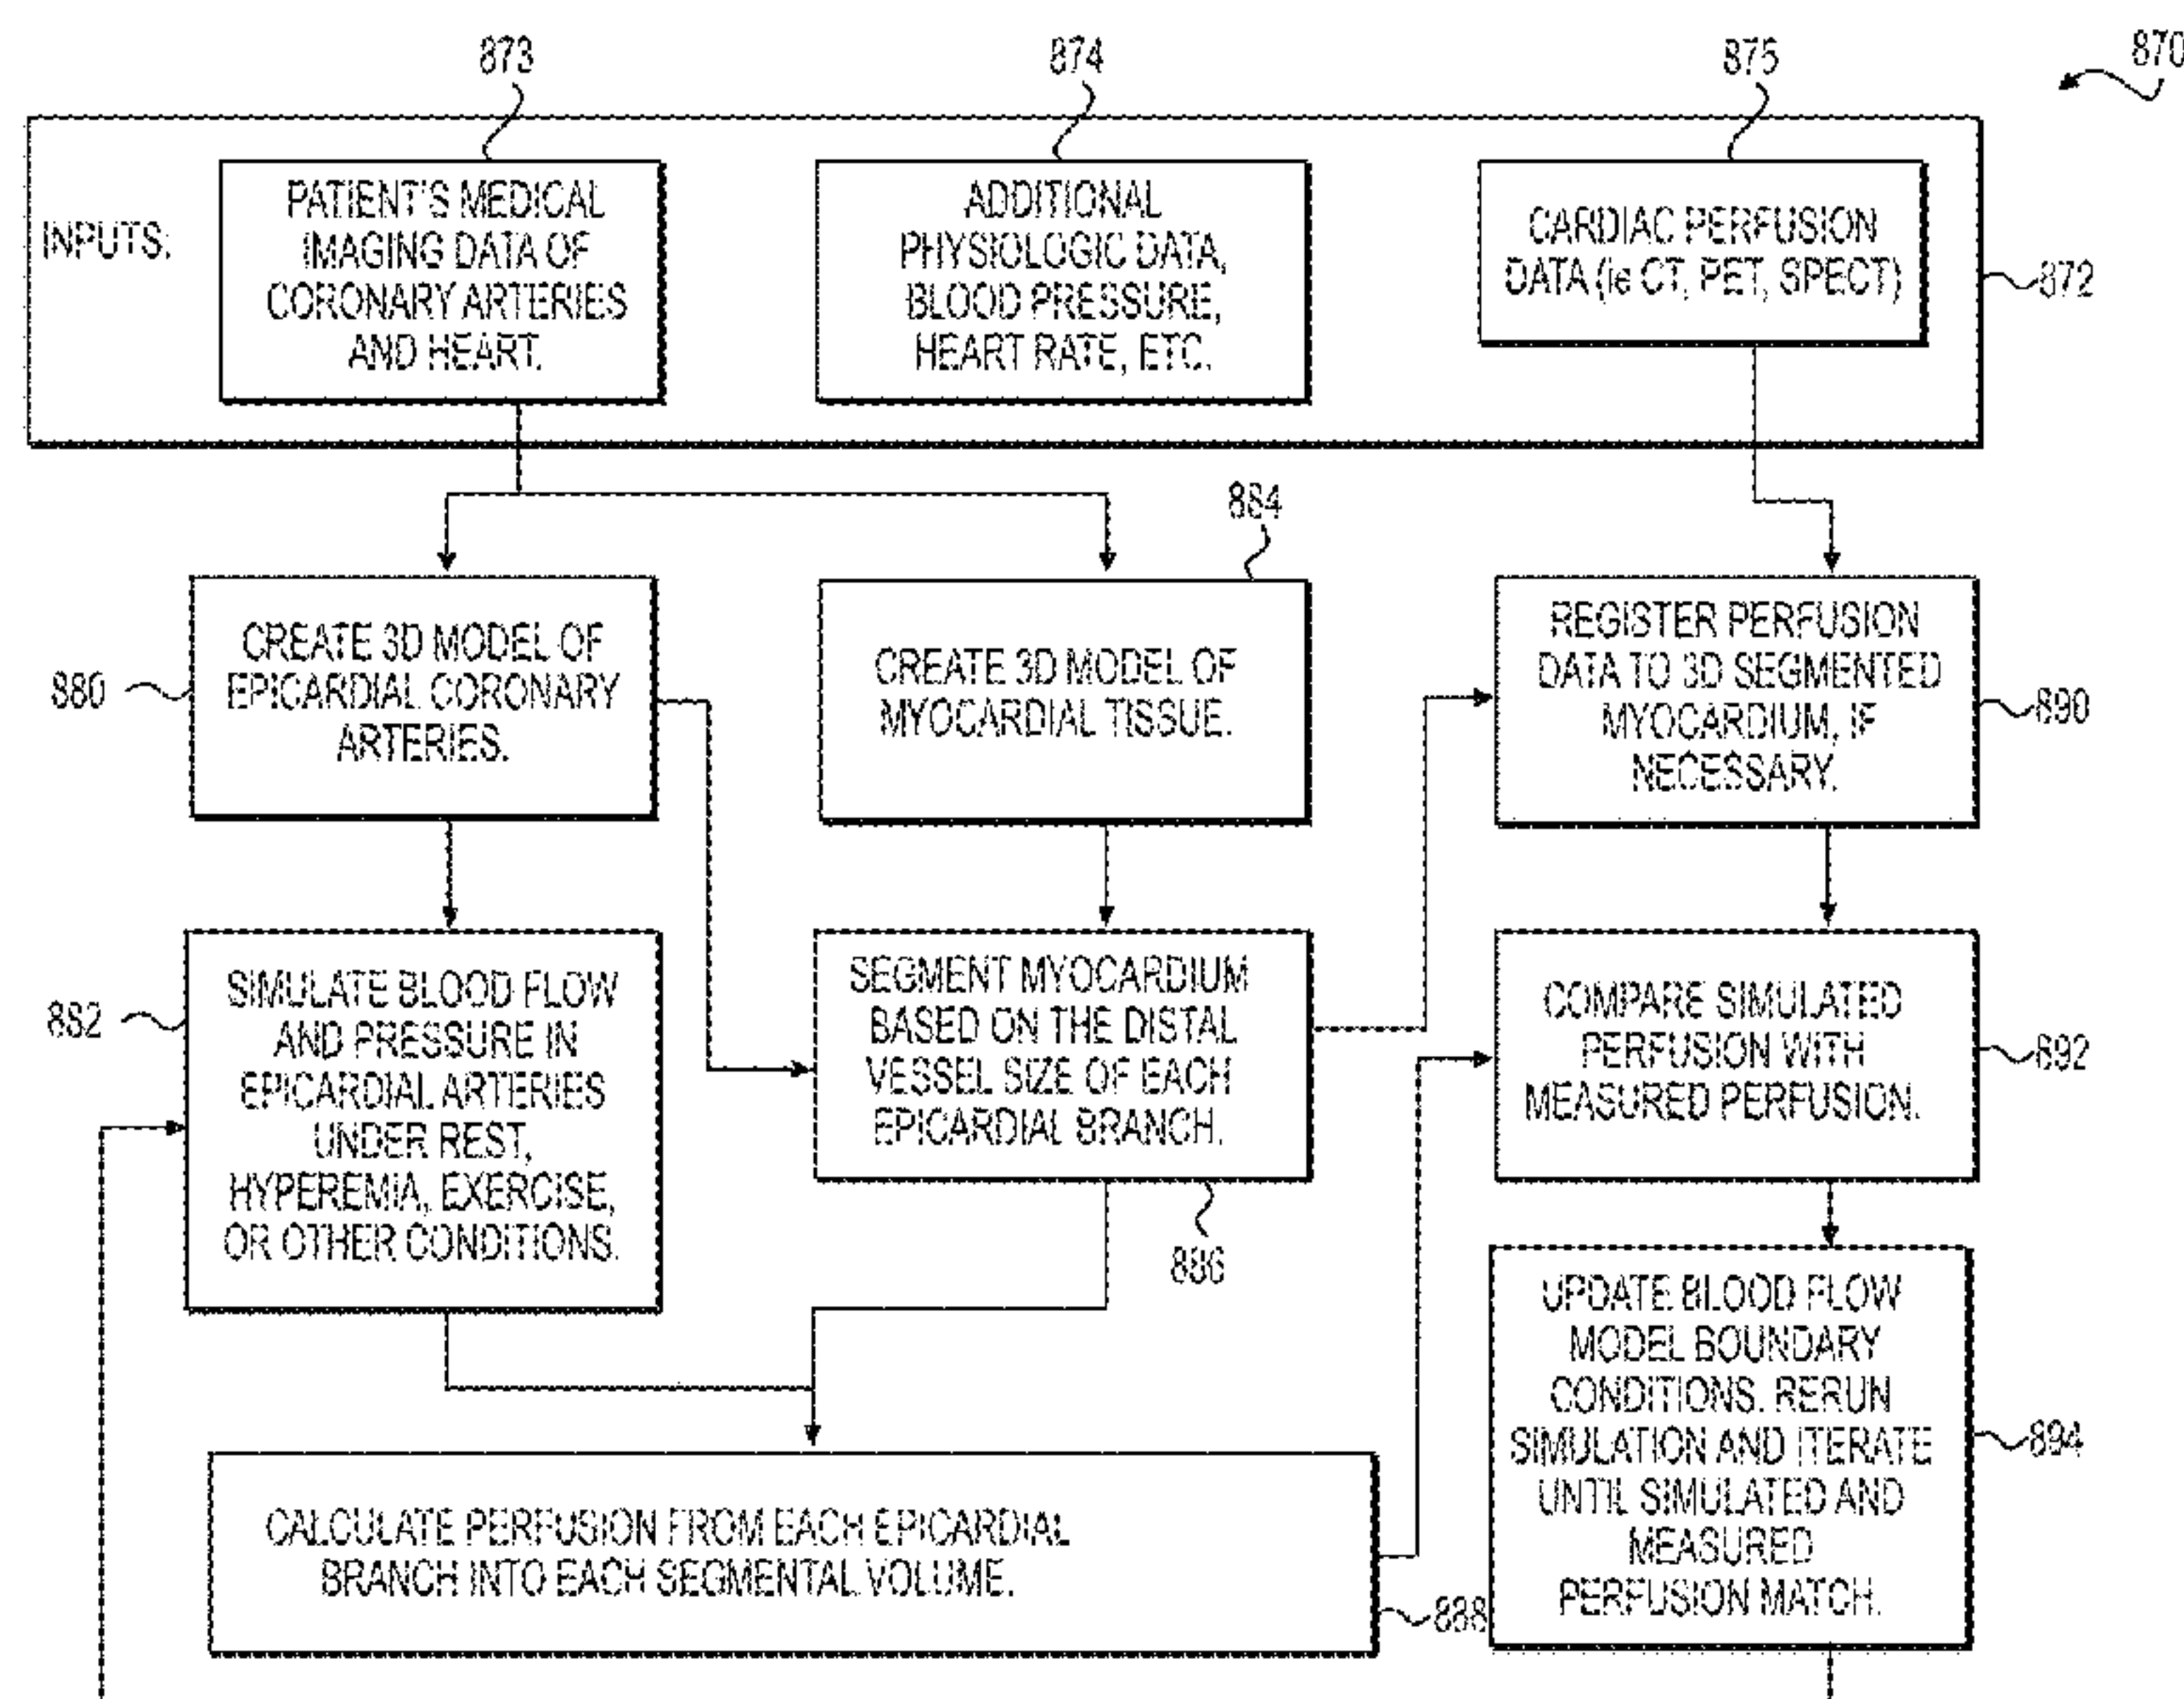 873
874
875
870
INPUTS:
PATIENT'S MEDICAL
IMAGING DATA OF
CORONARY ARTERIES
AND HEART.
ADDITIONAL
PHYSIOLOGIC DATA,
BLOOD PRESSURE,
HEART RATE, ETC.
CARDIAC PERFUSION
DATA (ie CT, PET, SPECT)
872
884
880
CREATE 3D MODEL OF
EPICARDIAL CORONARY
ARTERIES.
CREATE 3D MODEL OF
MYOCARDIAL TISSUE.
REGISTER PERFUSION
DATA TO 3D SEGMENTED
MYOCARDIUM, IF
NECESSARY.
890
882
SIMULATE BLOOD FLOW
AND PRESSURE IN
EPICARDIAL ARTERIES
UNDER REST,
HYPEREMIA, EXERCISE,
OR OTHER CONDITIONS.
SEGMENT MYOCARDIUM
BASED ON THE DISTAL
VESSEL SIZE OF EACH
EPICARDIAL BRANCH.
886
COMPARE SIMULATED
PERFUSION WITH
MEASURED PERFUSION.
892
UPDATE BLOOD FLOW
MODEL BOUNDARY
CONDITIONS. RERUN
SIMULATION AND ITERATE
UNTIL SIMULATED AND
MEASURED
PERFUSION MATCH.
894
CALCULATE PERFUSION FROM EACH EPICARDIAL
BRANCH INTO EACH SEGMENTAL VOLUME.
888